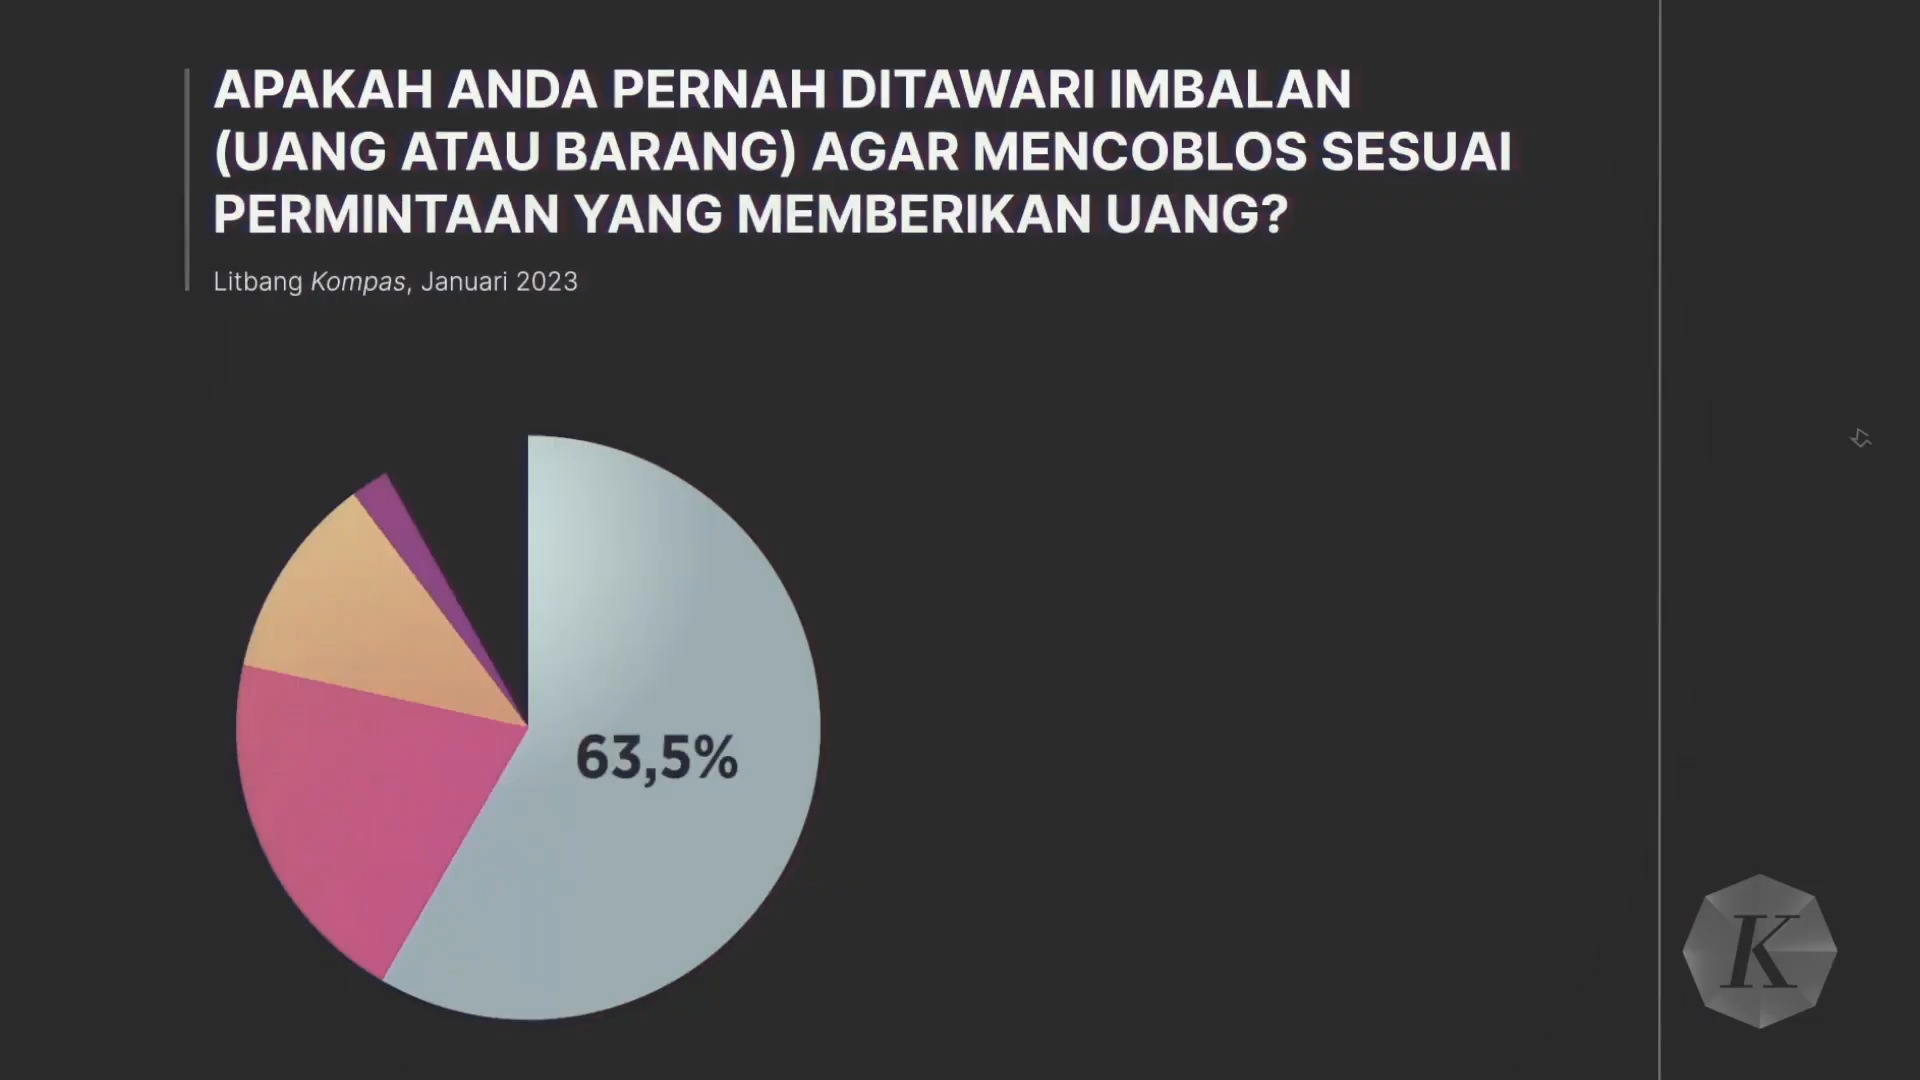 APAKAH ANDA PERNAH DITAWARI IMBALAN
(UANG ATAU BARANG) AGAR MENCOBLOS SESUAI
PERMINTAAN YANG MEMBERIKAN UANG?
Litbang Kompas, Januari 2023
63,5%
K